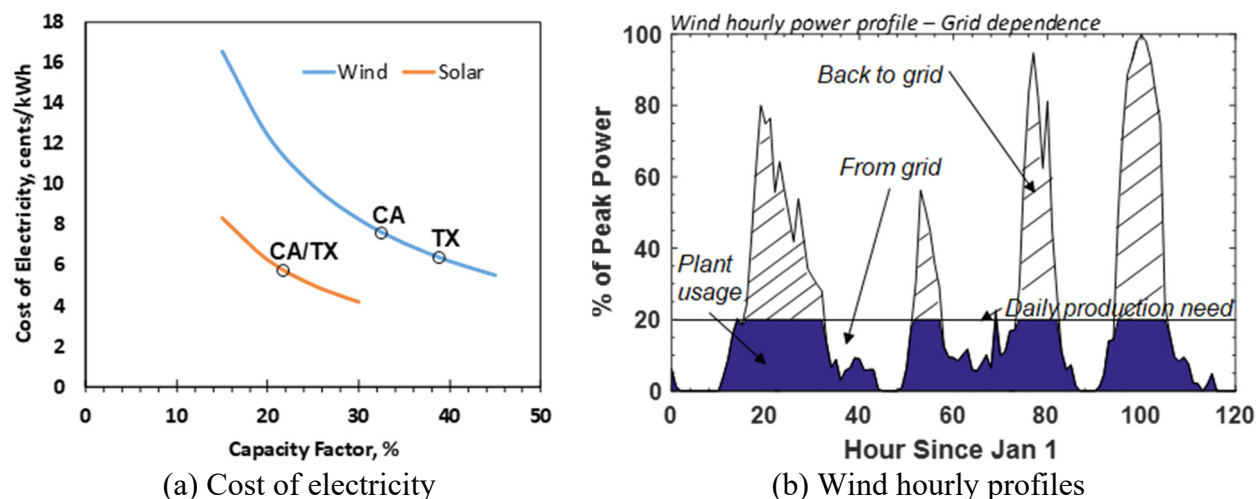 18
16
14
12
10
8
6
4
2
0
Cost of Electricity, cents/kWh
Wind
Solar
CA
TX
CA/TX
0 10 20 30 40 50
Capacity Factor, %
(a) Cost of electricity
Wind hourly power profile – Grid dependence
100
80
60
40
20
0
% of Peak Power
Back to grid
From grid
Plant
usage
Daily production need
0 20 40 60 80 100 120
Hour Since Jan 1
(b) Wind hourly profiles